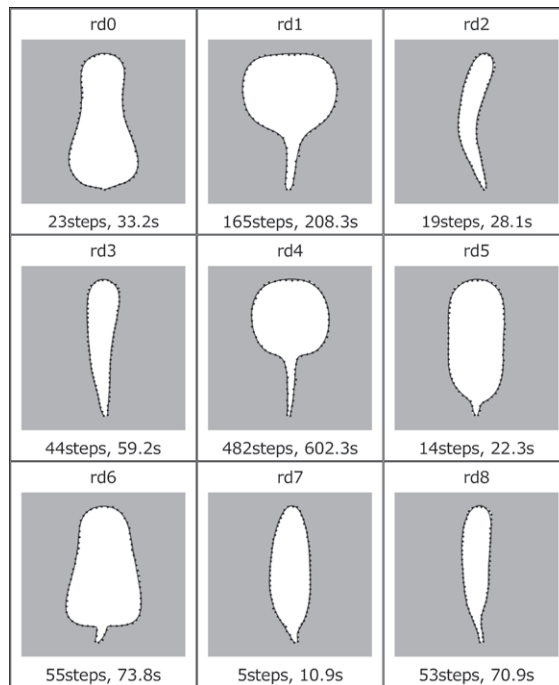 rd0 rd1 rd2
23steps, 33.2s 165steps, 208.3s 19steps, 28.1s
rd3 rd4 rd5
44steps, 59.2s 482steps, 602.3s 14steps, 22.3s
rd6 rd7 rd8
55steps, 73.8s 5steps, 10.9s 53steps, 70.9s